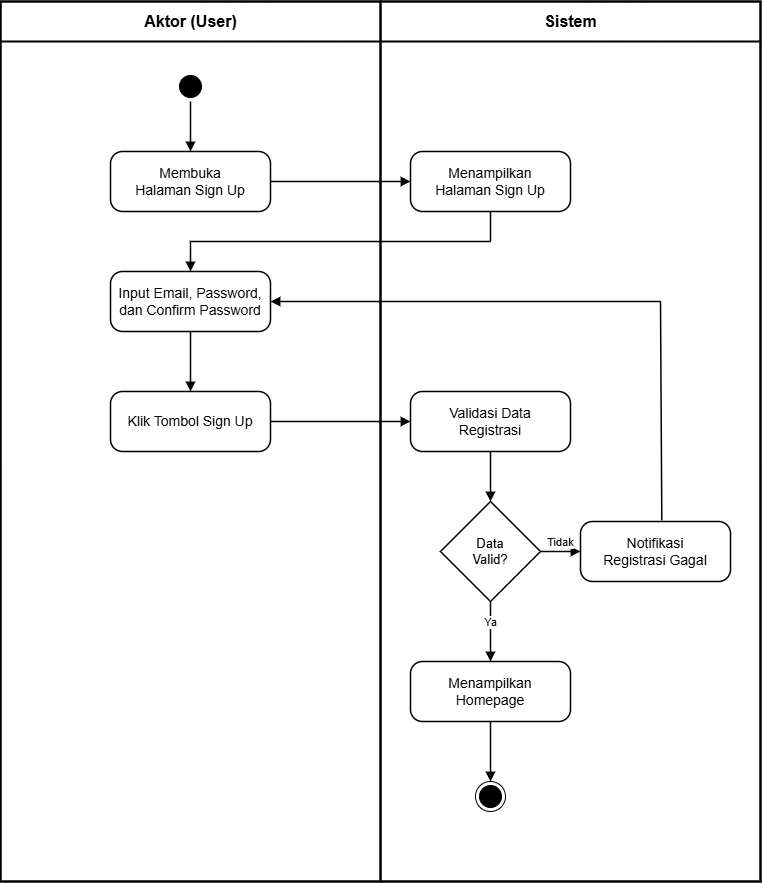 Aktor (User)
Sistem
Membuka
Halaman Sign Up
Menampilkan
Halaman Sign Up
Input Email, Password,
dan Confirm Password
Klik Tombol Sign Up
Validasi Data
Registrasi
Data
Valid?
Tidak
Notifikasi
Registrasi Gagal
Ya
Menampilkan
Homepage